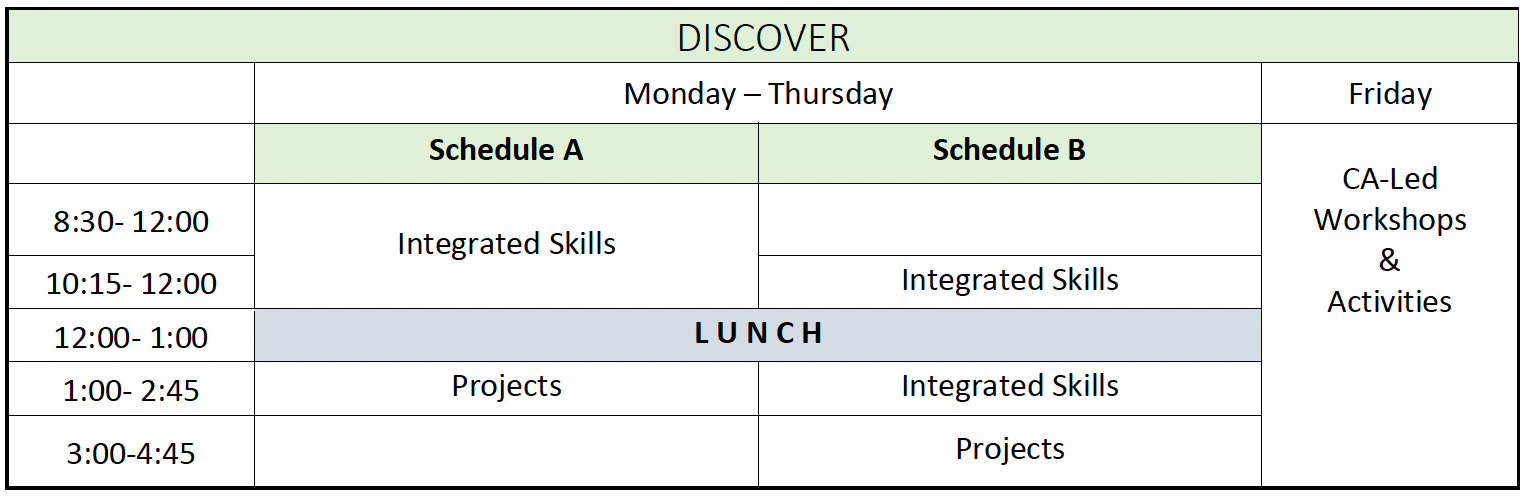 DISCOVER
Monday – Thursday Friday
Schedule A Schedule B
CA-Led
Workshops
&
Activities
8:30- 12:00
Integrated Skills
10:15- 12:00 Integrated Skills
12:00- 1:00 L U N C H
1:00- 2:45 Projects Integrated Skills
3:00-4:45 Projects